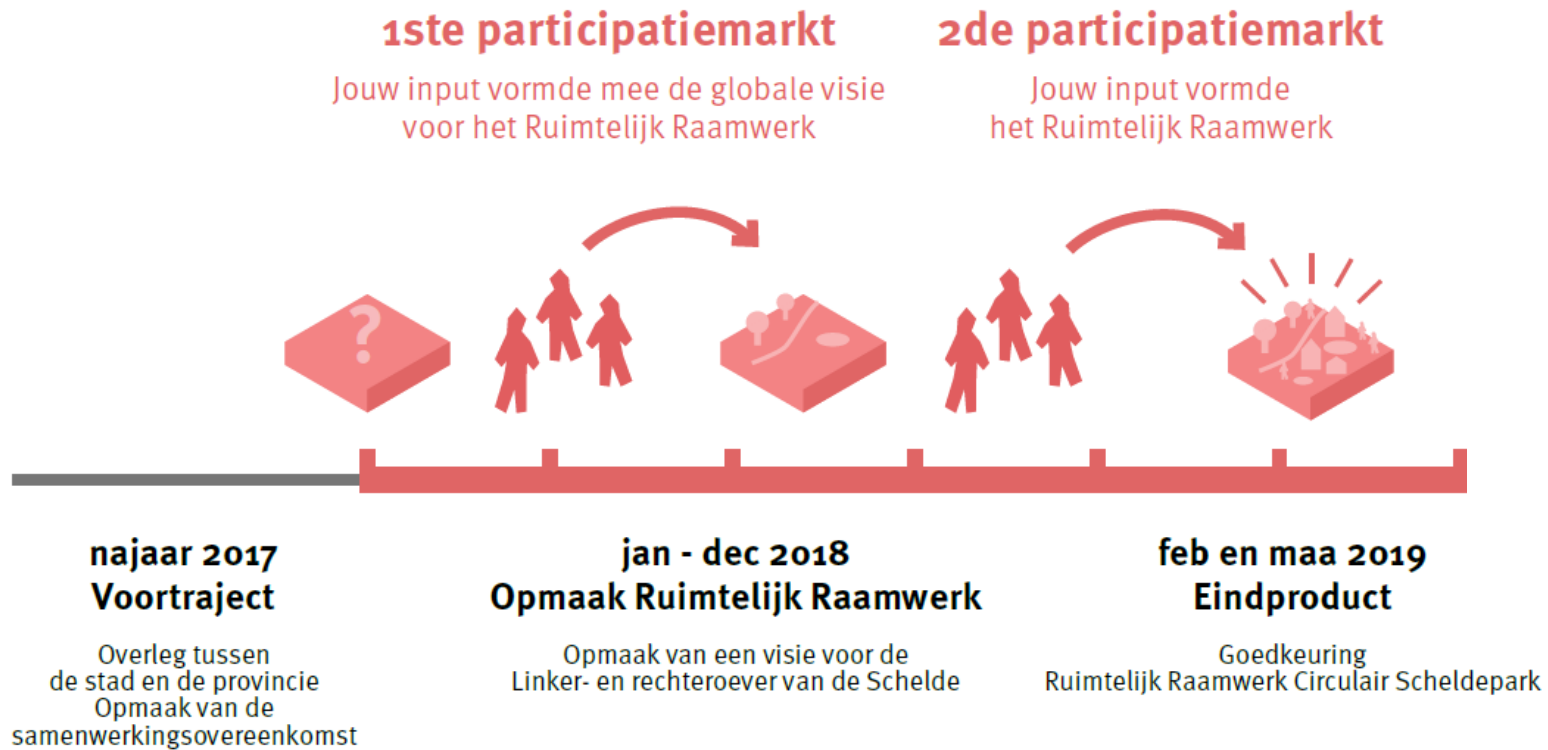 1ste participatiemarkt
Jouw input vormde mee de globale visie
voor het Ruimtelijk Raamwerk
2de participatiemarkt
Jouw input vormde
het Ruimtelijk Raamwerk
?
najaar 2017
Voortraject
Overleg tussen
de stad en de provincie
Opmaak van de
samenwerkingsovereenkomst
jan - dec 2018
Opmaak Ruimtelijk Raamwerk
Opmaak van een visie voor de
Linker- en rechteroever van de Schelde
feb en maa 2019
Eindproduct
Goedkeuring
Ruimtelijk Raamwerk Circulair Scheldepark